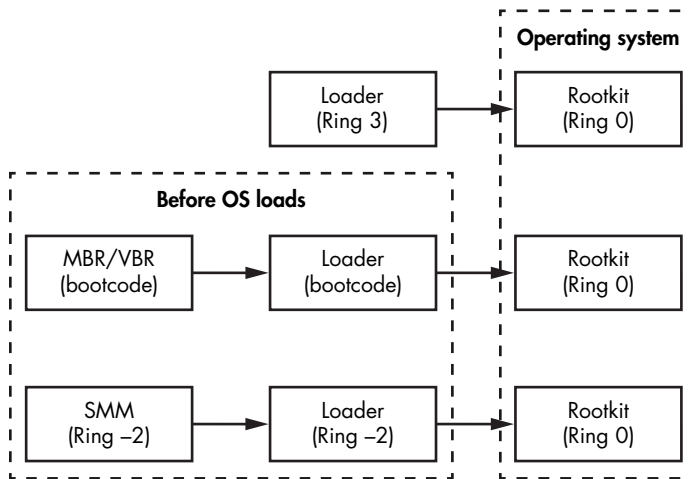 Operating system
Loader
(Ring 3)
Rootkit
(Ring 0)
Before OS loads
MBR/VBR
(bootcode)
Loader
(bootcode)
Rootkit
(Ring 0)
SMM
(Ring –2)
Loader
(Ring –2)
Rootkit
(Ring 0)